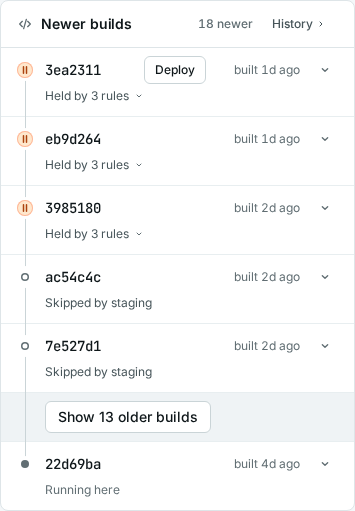 Newer builds 18 newer History
3ea2311 Deploy built 1d ago
Held by 3 rules
eb9d264 built 1d ago
Held by 3 rules
3985180 built 2d ago
Held by 3 rules
ac54c4c built 2d ago
Skipped by staging
7e527d1 built 2d ago
Skipped by staging
Show 13 older builds
22d69ba built 4d ago
Running here